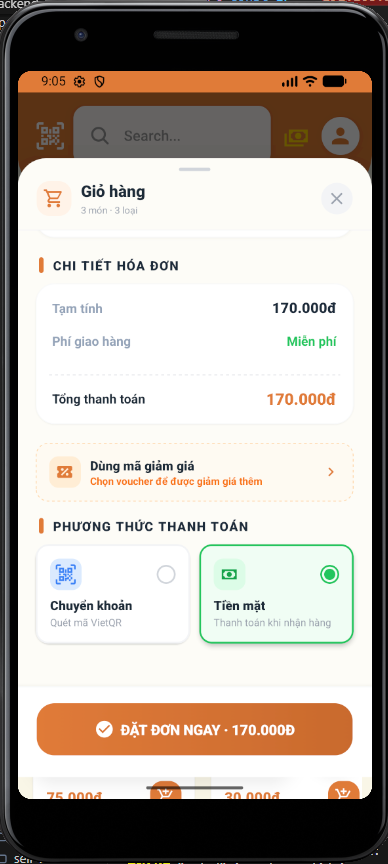 9:05
Search...
Giỏ hàng
3 món · 3 loại
CHI TIẾT HÓA ĐƠN
Tạm tính 170.000đ
Phí giao hàng Miễn phí
Tổng thanh toán 170.000đ
Dùng mã giảm giá
Chọn voucher để được giảm giá thêm
PHƯƠNG THỨC THANH TOÁN
Chuyển khoản
Quét mã VietQR
Tiền mặt
Thanh toán khi nhận hàng
ĐẶT ĐƠN NGAY · 170.000Đ
75.000đ 30.000đ